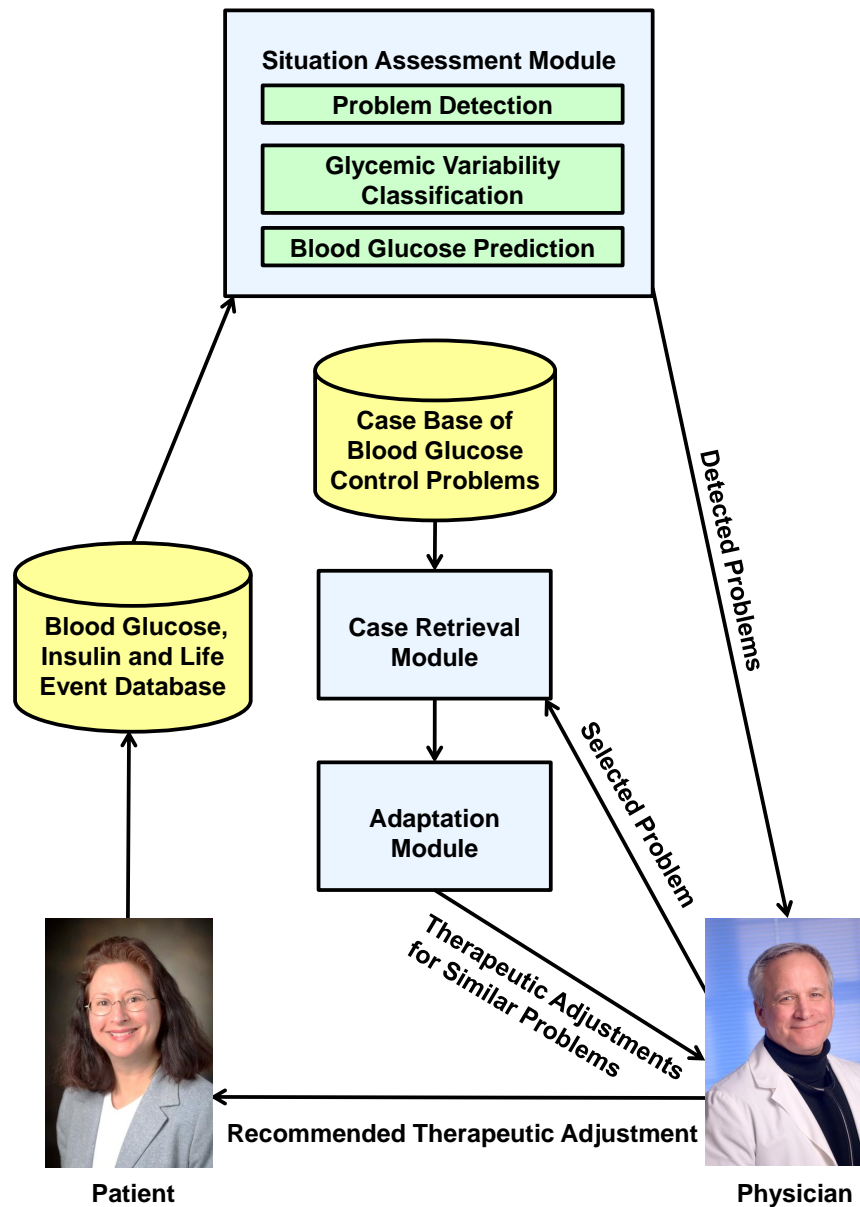 Situation Assessment Module
Problem Detection
Glycemic Variability
Classification
Blood Glucose Prediction
Case Base of
Blood Glucose
Control Problems
Detected Problems
Blood Glucose,
Insulin and Life
Event Database
Case Retrieval
Module
Selected Problem
Adaptation
Module
Therapeutic Adjustments
for Similar Problems
Recommended Therapeutic Adjustment
Patient
Physician